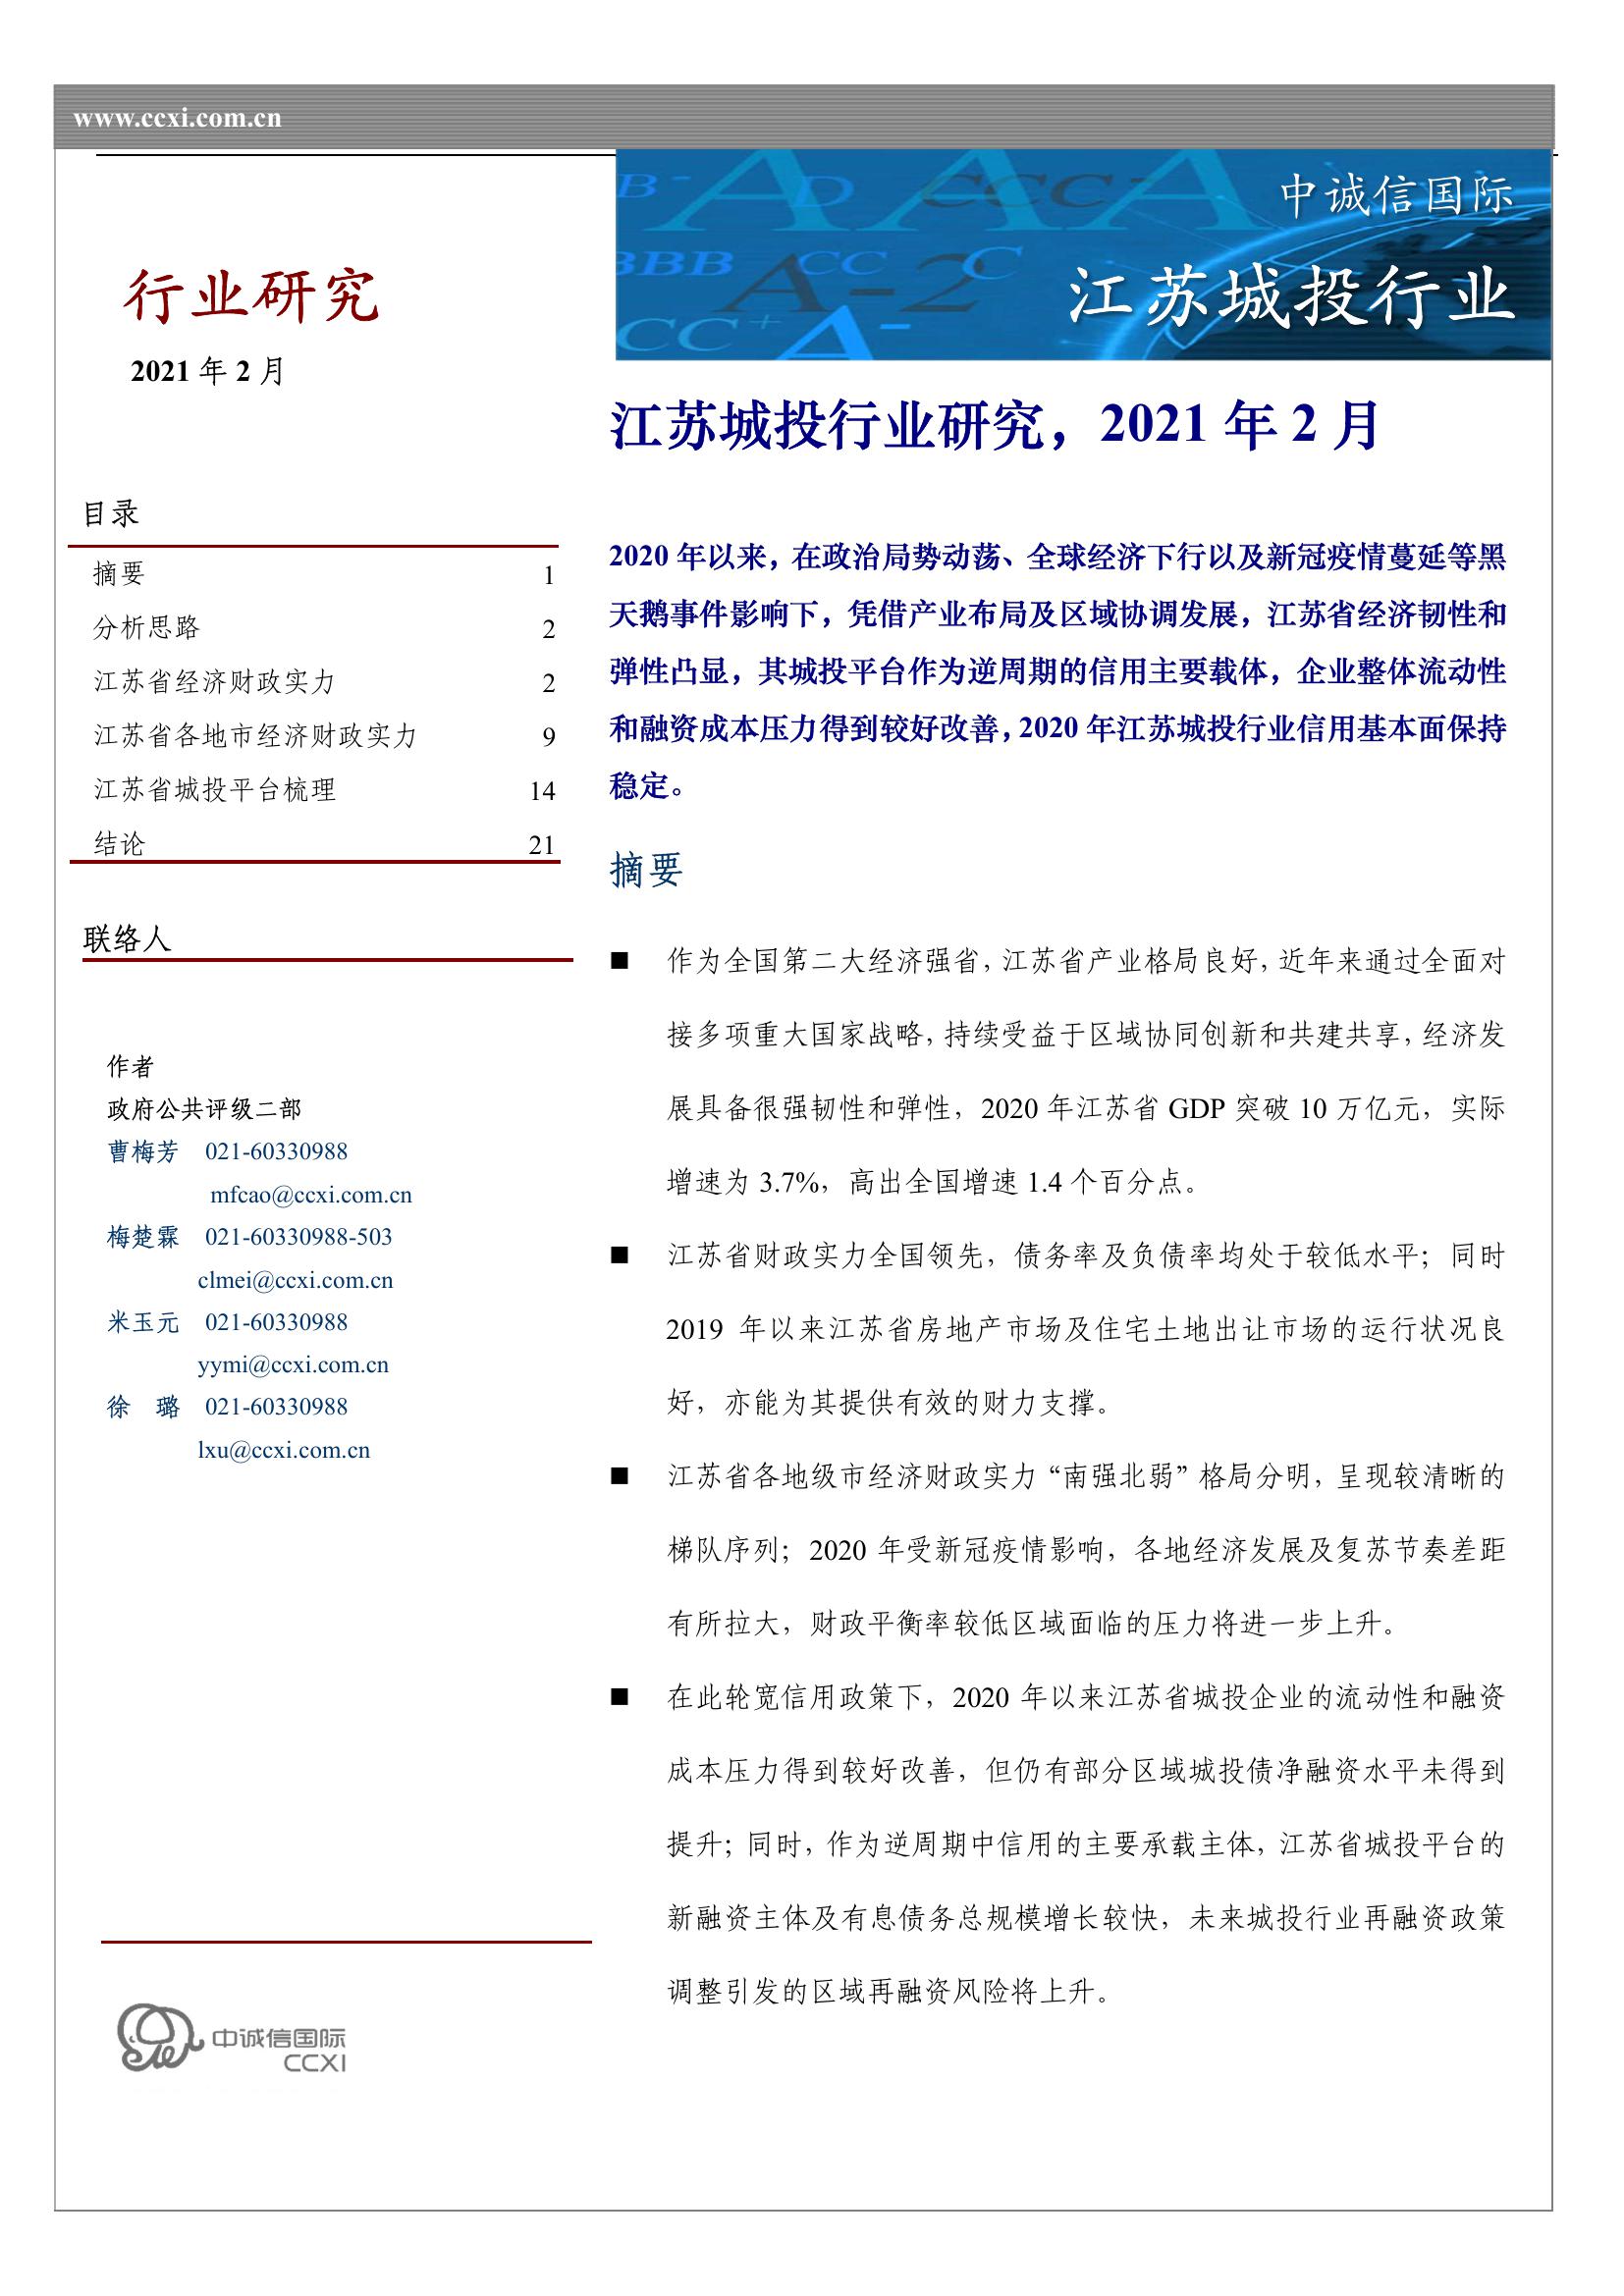 www.ccxi.com.cn
B- AAA D CCC-
中诚信国际
BBB CC C
A-2
江苏城投行业
CC+ A-
行业研究
2021 年 2 月
江苏城投行业研究，2021 年 2 月
目录
摘要 1
分析思路 2
江苏省经济财政实力 2
江苏省各地市经济财政实力 9
江苏省城投平台梳理 14
结论 21
联络人
作者
政府公共评级二部
曹梅芳 021-60330988
mfcao@ccxi.com.cn
梅楚霖 021-60330988-503
clmei@ccxi.com.cn
米玉元 021-60330988
yymi@ccxi.com.cn
徐 璐 021-60330988
lxu@ccxi.com.cn
中诚信国际
CCXI
2020 年以来，在政治局势动荡、全球经济下行以及新冠疫情蔓延等黑
天鹅事件影响下，凭借产业布局及区域协调发展，江苏省经济韧性和
弹性凸显，其城投平台作为逆周期的信用主要载体，企业整体流动性
和融资成本压力得到较好改善，2020 年江苏城投行业信用基本面保持
稳定。
摘要
■ 作为全国第二大经济强省，江苏省产业格局良好，近年来通过全面对
接多项重大国家战略，持续受益于区域协同创新和共建共享，经济发
展具备很强韧性和弹性，2020 年江苏省 GDP 突破 10 万亿元，实际
增速为 3.7%，高出全国增速 1.4 个百分点。
■ 江苏省财政实力全国领先，债务率及负债率均处于较低水平；同时
2019 年以来江苏省房地产市场及住宅土地出让市场的运行状况良
好，亦能为其提供有效的财力支撑。
■ 江苏省各地级市经济财政实力“南强北弱”格局分明，呈现较清晰的
梯队序列；2020 年受新冠疫情影响，各地经济发展及复苏节奏差距
有所拉大，财政平衡率较低区域面临的压力将进一步上升。
■ 在此轮宽信用政策下，2020 年以来江苏省城投企业的流动性和融资
成本压力得到较好改善，但仍有部分区域城投债净融资水平未得到
提升；同时，作为逆周期中信用的主要承载主体，江苏省城投平台的
新融资主体及有息债务总规模增长较快，未来城投行业再融资政策
调整引发的区域再融资风险将上升。